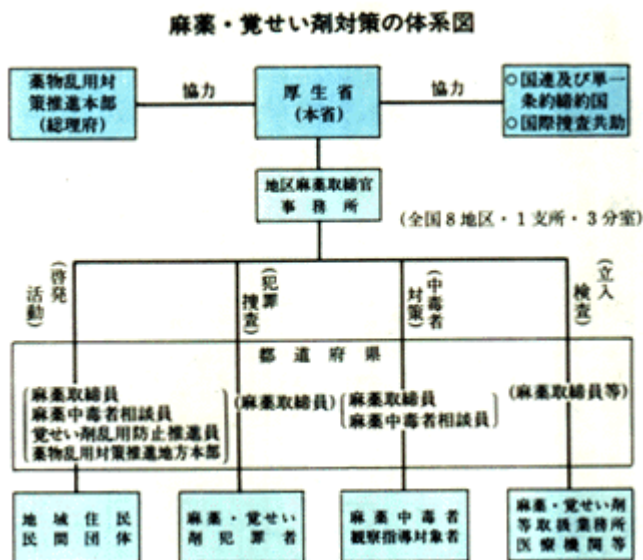 麻薬・覚せい剤対策の体系図
薬物乱用対
策推進本部
(総理府)
協力
厚生省
(本省)
協力
○国連及び単一
条約締約国
○国際捜査共助
地区麻薬取締官
事務所
(全国8地区・1支所・3分室)
(啓発
活動)
(犯罪
捜査)
(中毒者
対策)
(立入
検査)
都道府県
麻薬取締員
麻薬中毒者相談員
覚せい剤乱用防止推進員
薬物乱用対策推進地方本部
(麻薬取締員)
麻薬取締員
麻薬中毒者相談員
(麻薬取締員等)
地域住民
民間団体
麻薬・覚せい
剤犯罪者
麻薬中毒者
観察指導対象者
麻薬・覚せい剤
等取扱業務所
医療機関等